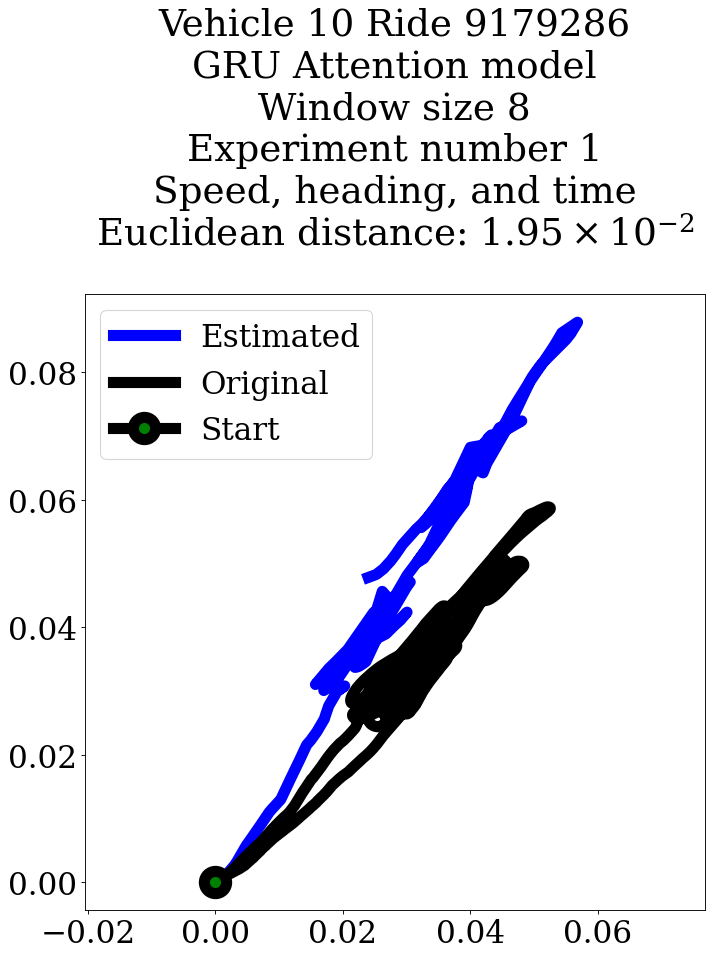 Vehicle 10 Ride 9179286
GRU Attention model
Window size 8
Experiment number 1
Speed, heading, and time
Euclidean distance: 1.95 × 10⁻²
Estimated
Original
Start
0.08
0.06
0.04
0.02
0.00
−0.02 0.00 0.02 0.04 0.06